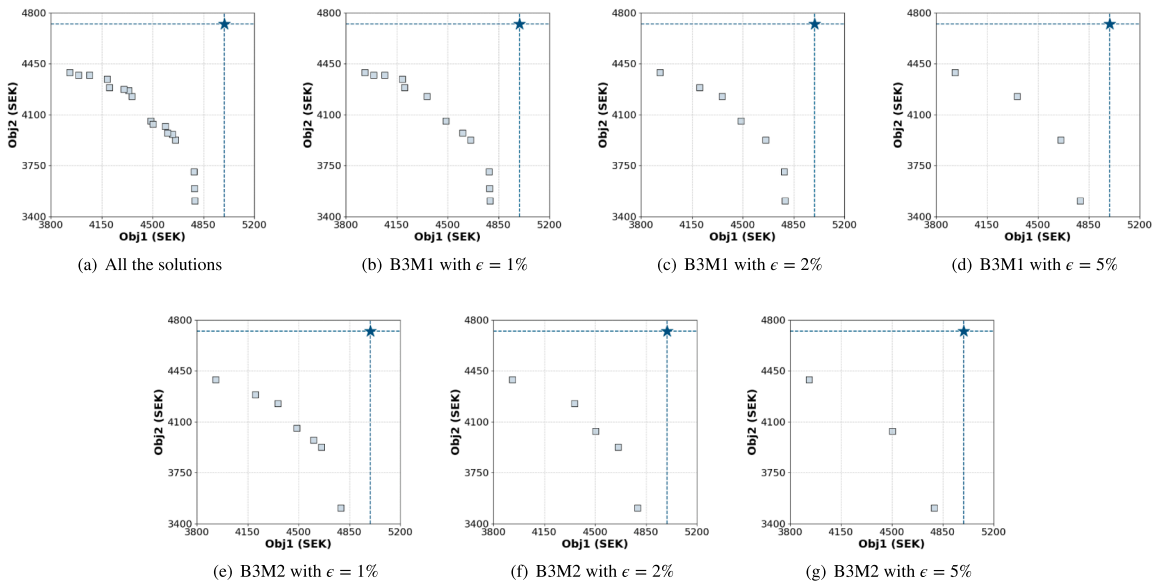 4800
4450
4100
3750
3400
Obj2 (SEK)
3800 4150 4500 4850 5200
Obj1 (SEK)
(a) All the solutions
4800
4450
4100
3750
3400
Obj2 (SEK)
3800 4150 4500 4850 5200
Obj1 (SEK)
(b) B3M1 with ϵ = 1%
4800
4450
4100
3750
3400
Obj2 (SEK)
3800 4150 4500 4850 5200
Obj1 (SEK)
(c) B3M1 with ϵ = 2%
4800
4450
4100
3750
3400
Obj2 (SEK)
3800 4150 4500 4850 5200
Obj1 (SEK)
(d) B3M1 with ϵ = 5%
4800
4450
4100
3750
3400
Obj2 (SEK)
3800 4150 4500 4850 5200
Obj1 (SEK)
(e) B3M2 with ϵ = 1%
4800
4450
4100
3750
3400
Obj2 (SEK)
3800 4150 4500 4850 5200
Obj1 (SEK)
(f) B3M2 with ϵ = 2%
4800
4450
4100
3750
3400
Obj2 (SEK)
3800 4150 4500 4850 5200
Obj1 (SEK)
(g) B3M2 with ϵ = 5%